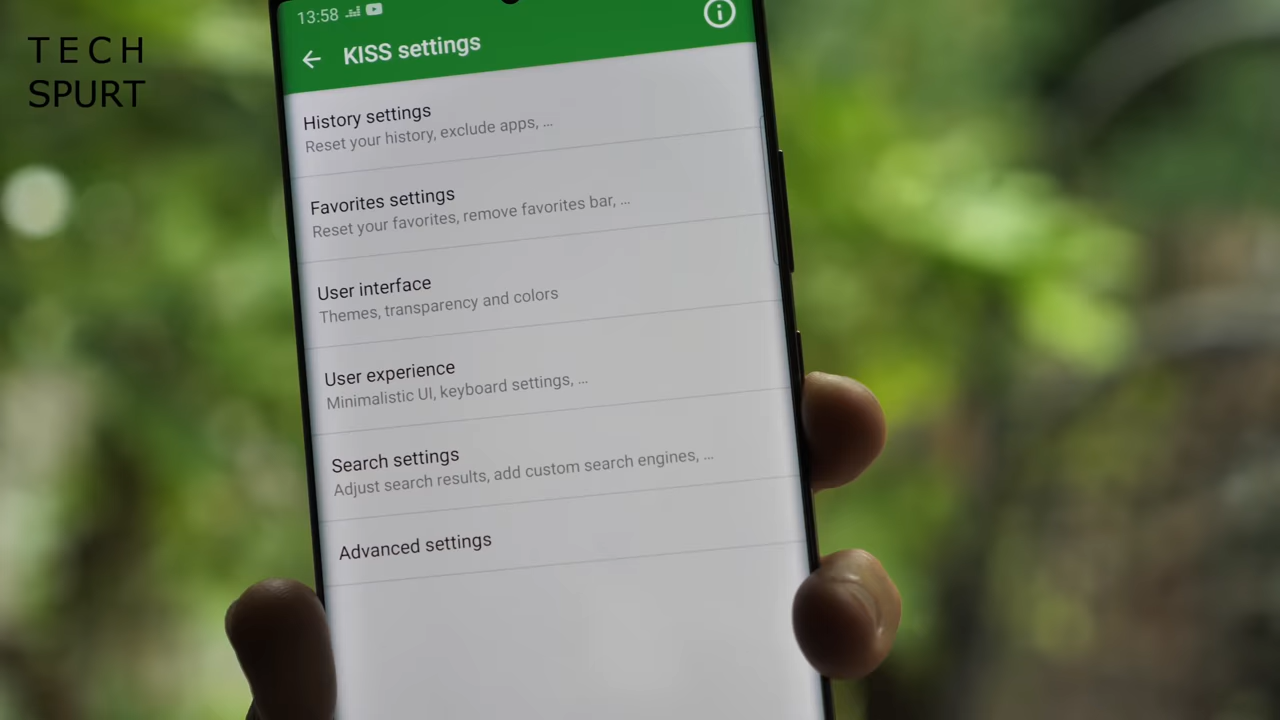 TECH
SPURT
13:58
KISS settings
History settings
Reset your history, exclude apps, ...
Favorites settings
Reset your favorites, remove favorites bar, ...
User interface
Themes, transparency and colors
User experience
Minimalistic UI, keyboard settings, ...
Search settings
Adjust search results, add custom search engines, ...
Advanced settings